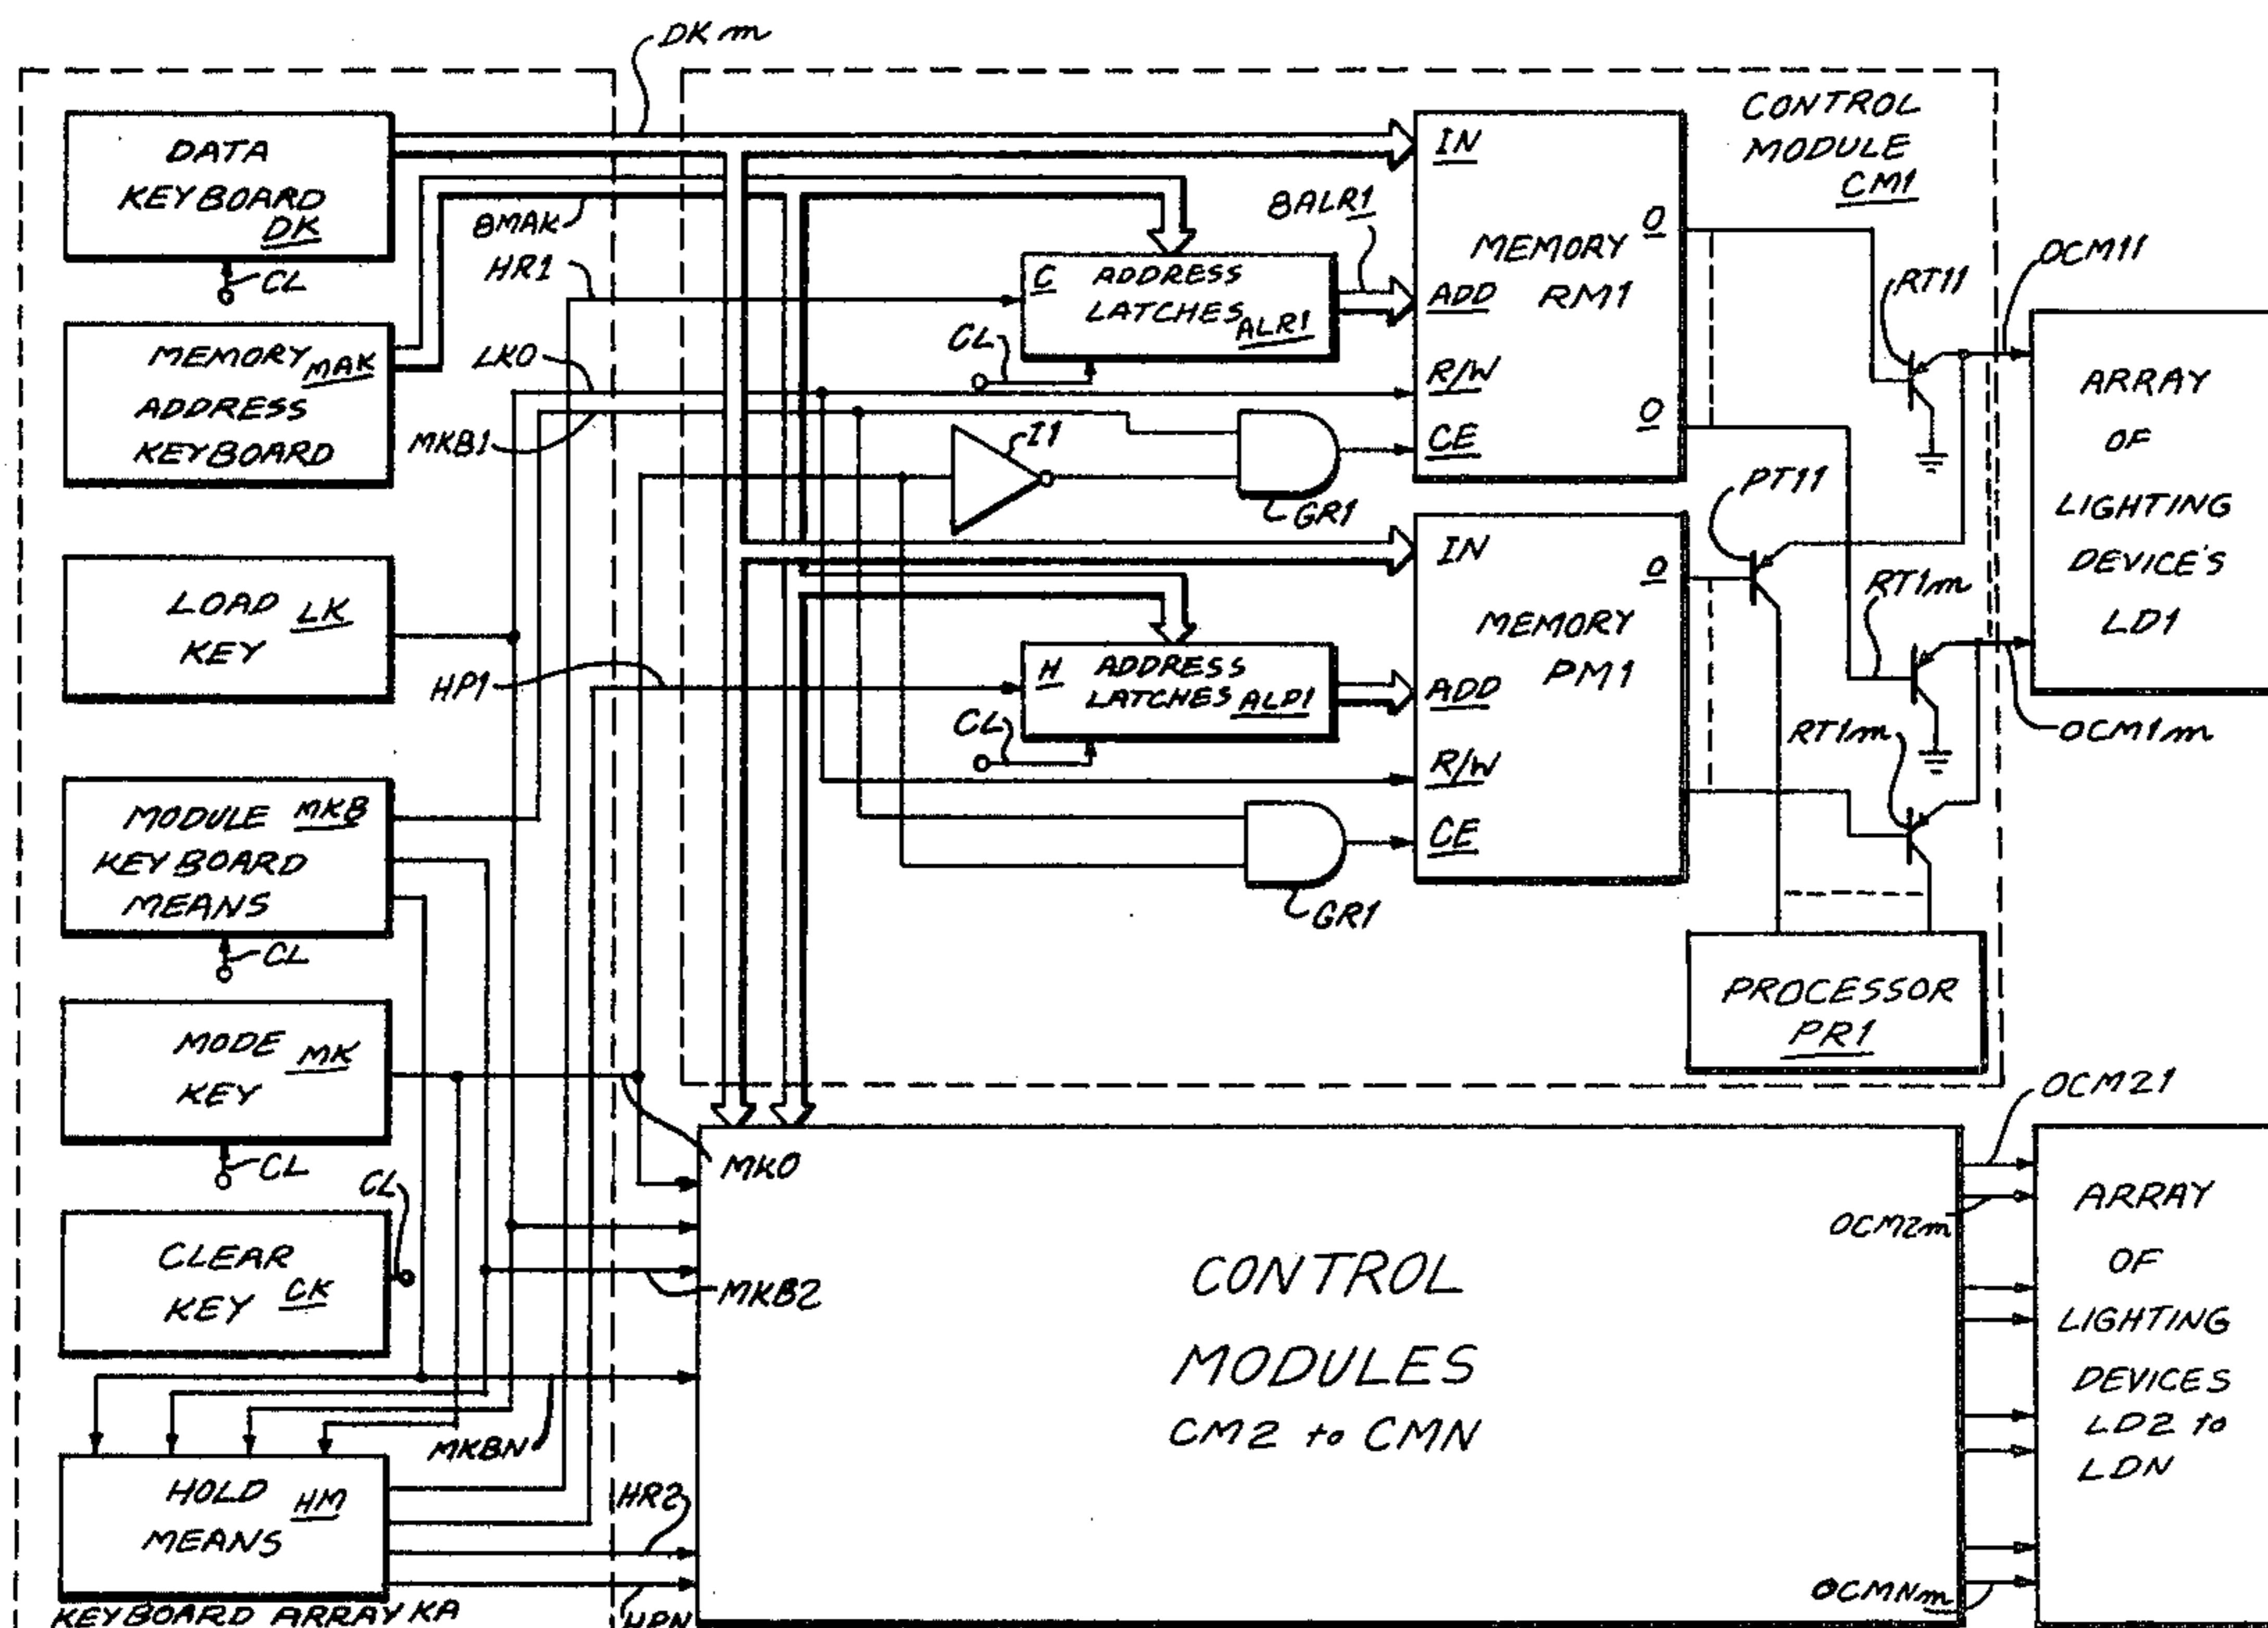 DKm
DATA
KEYBOARD
DK
CL
MEMORY MAK
ADDRESS
KEYBOARD
LOAD LK
KEY
MODULE MKB
KEYBOARD
MEANS
CL
MODE MK
KEY
CL
CL
CLEAR
KEY CK
HOLD HM
MEANS
KEYBOARD ARRAY KA
8MAK
HR1
LKO
MKB1
HP1
MKO
MKB2
MKBN
HR2
HPN
CONTROL
MODULE
CM1
IN
MEMORY
RM1
ADD
R/W
CE
O
O
8ALR1
C ADDRESS
LATCHES ALR1
CL
I1
GR1
IN
MEMORY
PM1
ADD
R/W
CE
O
H ADDRESS
LATCHES ALP1
CL
GR1
RT11
PT11
RT1m
RT1m
OCM11
OCM1m
PROCESSOR
PR1
ARRAY
OF
LIGHTING
DEVICE'S
LD1
CONTROL
MODULES
CM2 to CMN
OCM21
OCM2m
OCMNm
ARRAY
OF
LIGHTING
DEVICES
LD2 to
LDN